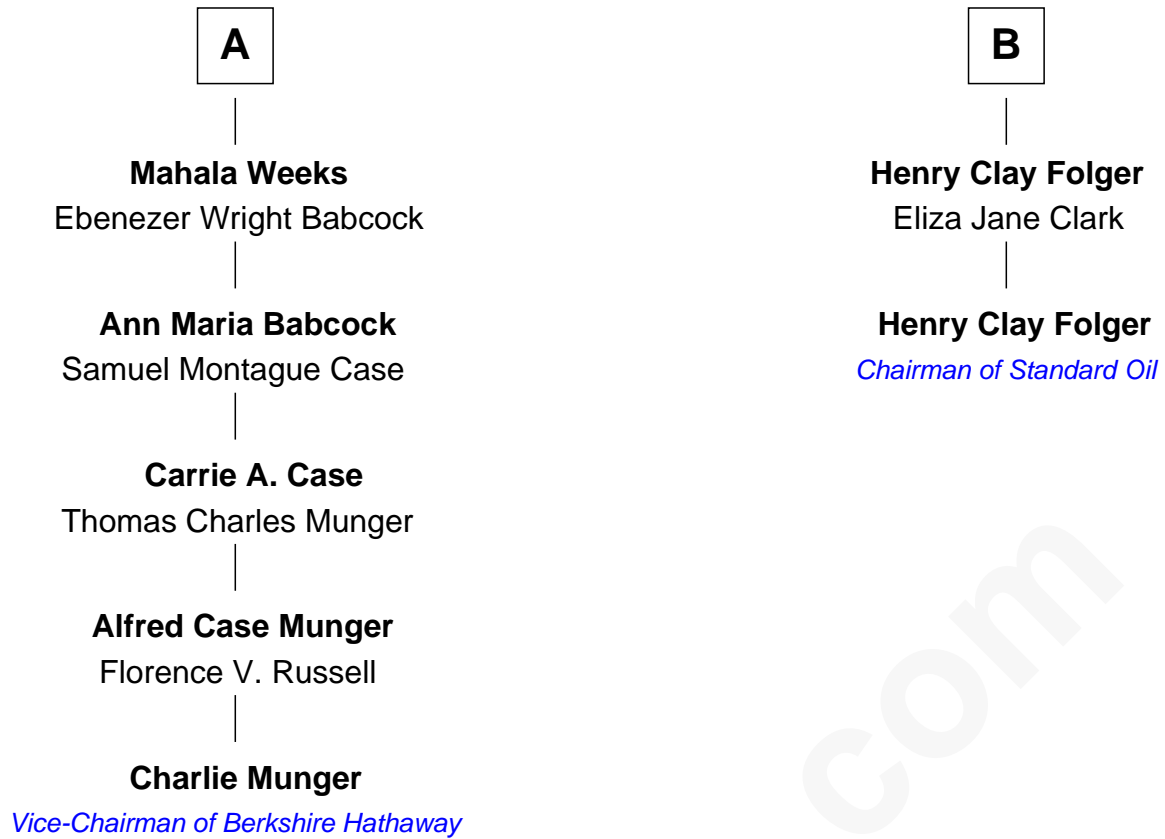 A
Mahala Weeks
Ebenezer Wright Babcock
Ann Maria Babcock
Samuel Montague Case
Carrie A. Case
Thomas Charles Munger
Alfred Case Munger
Florence V. Russell
Charlie Munger
Vice-Chairman of Berkshire Hathaway
B
Henry Clay Folger
Eliza Jane Clark
Henry Clay Folger
Chairman of Standard Oil
com